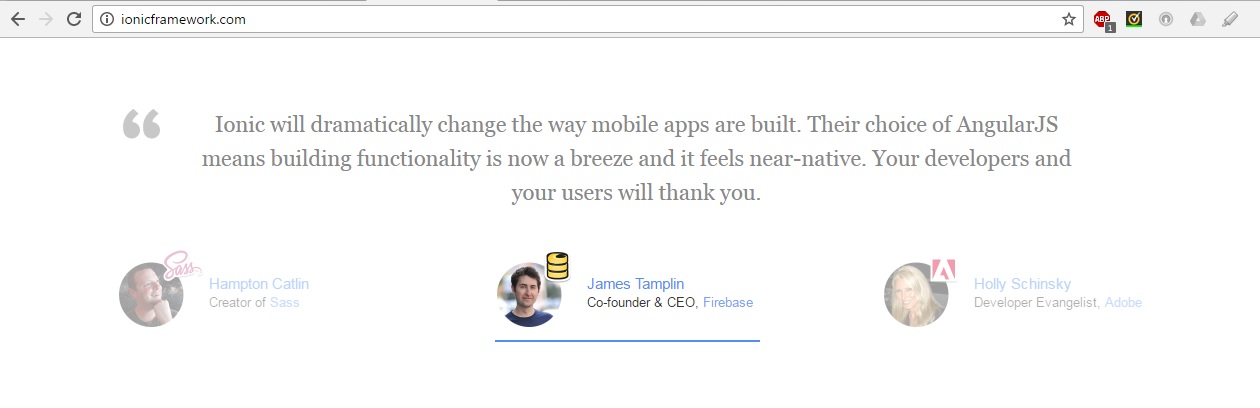 ionicframework.com
ABP
1
“
Ionic will dramatically change the way mobile apps are built. Their choice of AngularJS
means building functionality is now a breeze and it feels near-native. Your developers and
your users will thank you.
Sass
Hampton Catlin
Creator of Sass
James Tamplin
Co-founder & CEO, Firebase
Holly Schinsky
Developer Evangelist, Adobe